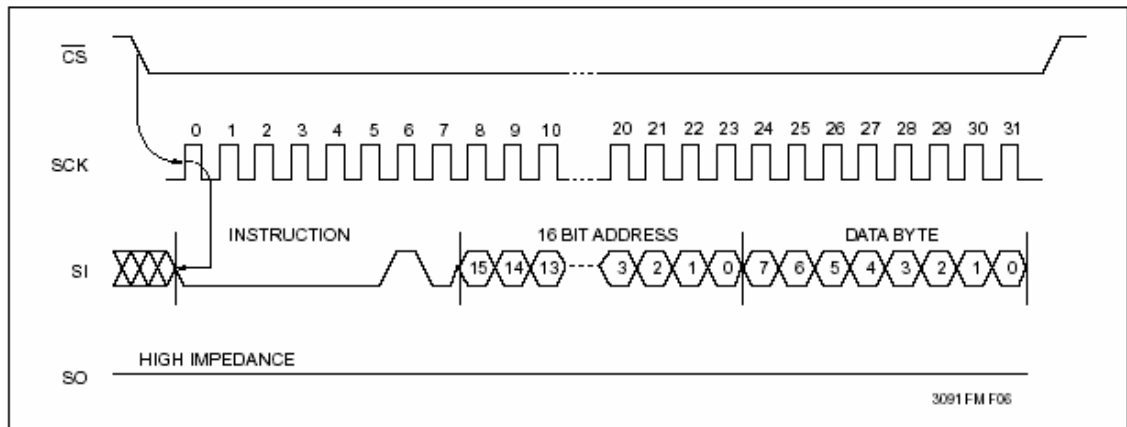 CS
0 1 2 3 4 5 6 7 8 9 10 20 21 22 23 24 25 26 27 28 29 30 31
SCK
INSTRUCTION 16 BIT ADDRESS DATA BYTE
SI 15 14 13 3 2 1 0 7 6 5 4 3 2 1 0
HIGH IMPEDANCE
SO
3091 FM F06